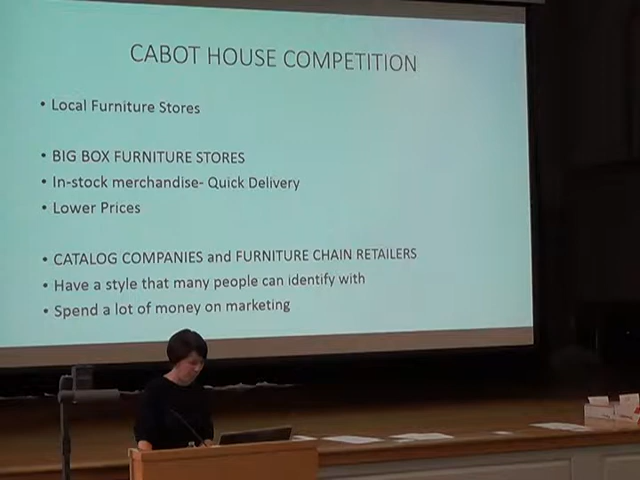 CABOT HOUSE COMPETITION
• Local Furniture Stores
• BIG BOX FURNITURE STORES
• In-stock merchandise- Quick Delivery
• Lower Prices
• CATALOG COMPANIES and FURNITURE CHAIN RETAILERS
• Have a style that many people can identify with
• Spend a lot of money on marketing